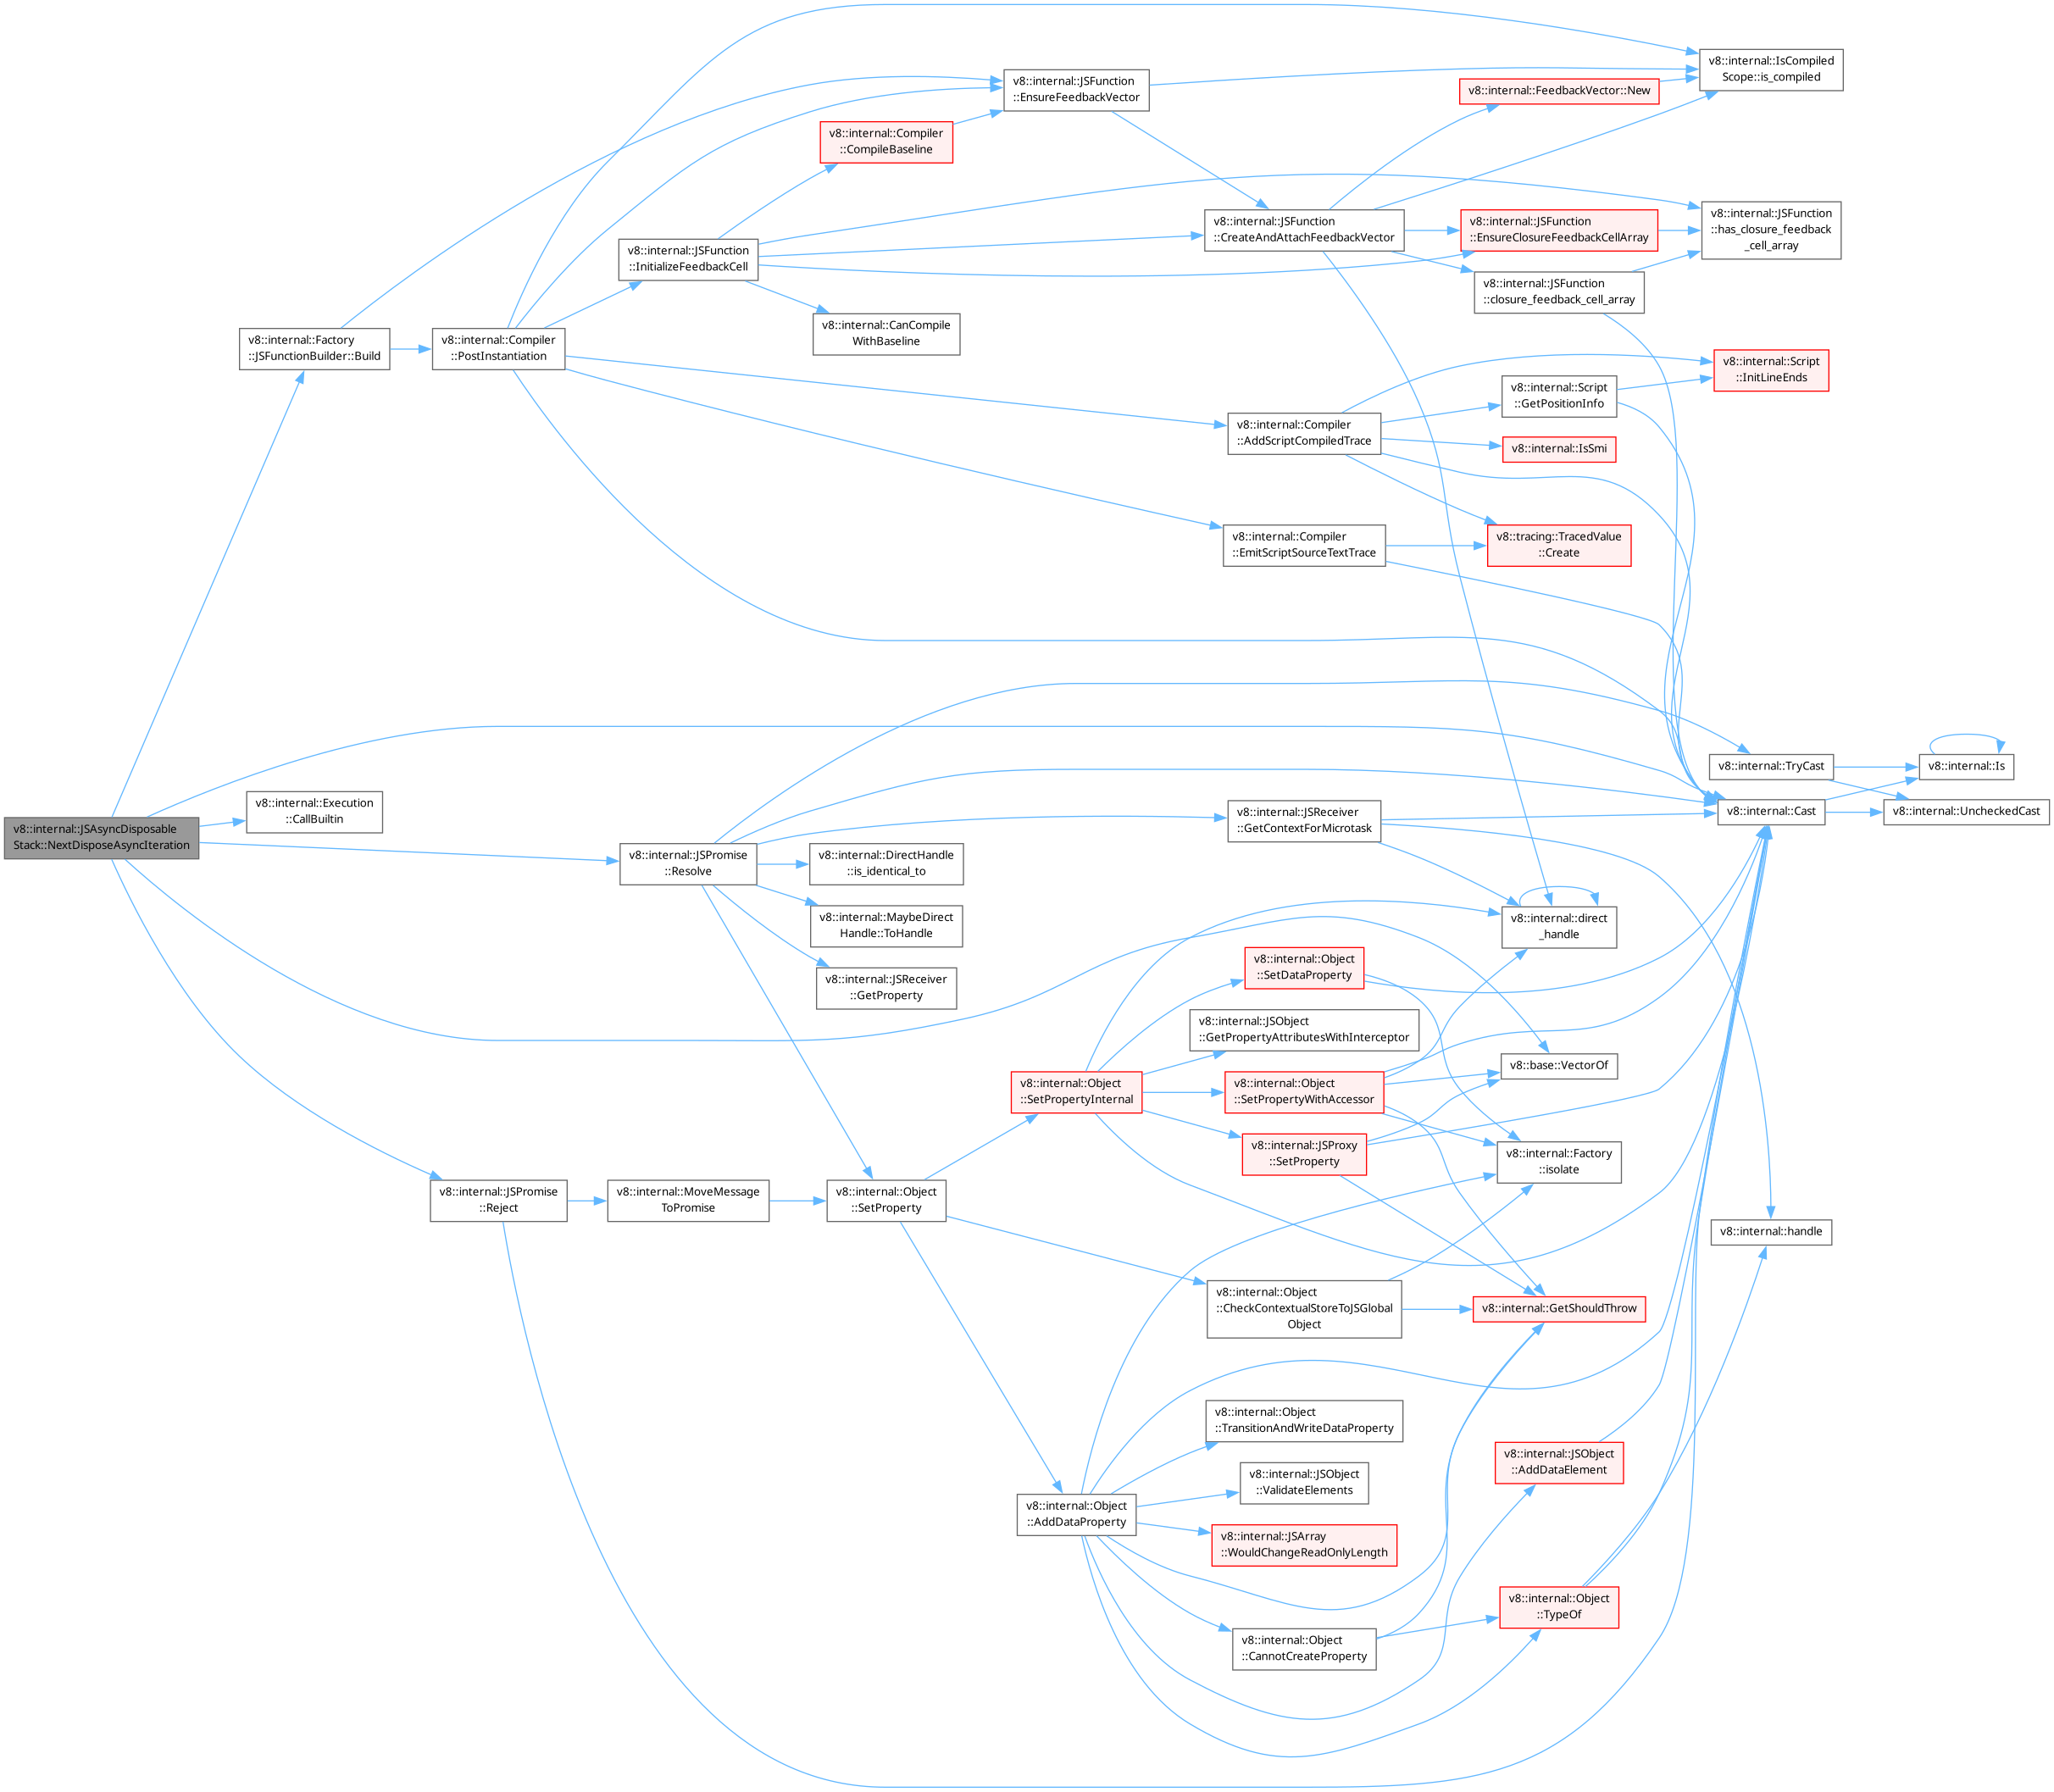 v8::internal::IsCompiled
Scope::is_compiled
v8::internal::JSFunction
::EnsureFeedbackVector
v8::internal::FeedbackVector::New
v8::internal::Compiler
::CompileBaseline
v8::internal::JSFunction
::CreateAndAttachFeedbackVector
v8::internal::JSFunction
::EnsureClosureFeedbackCellArray
v8::internal::JSFunction
::has_closure_feedback
_cell_array
v8::internal::JSFunction
::InitializeFeedbackCell
v8::internal::JSFunction
::closure_feedback_cell_array
v8::internal::CanCompile
WithBaseline
v8::internal::Factory
::JSFunctionBuilder::Build
v8::internal::Compiler
::PostInstantiation
v8::internal::Script
::InitLineEnds
v8::internal::Script
::GetPositionInfo
v8::internal::Compiler
::AddScriptCompiledTrace
v8::internal::IsSmi
v8::internal::Compiler
::EmitScriptSourceTextTrace
v8::tracing::TracedValue
::Create
v8::internal::TryCast
v8::internal::Is
v8::internal::Execution
::CallBuiltin
v8::internal::JSReceiver
::GetContextForMicrotask
v8::internal::Cast
v8::internal::UncheckedCast
v8::internal::JSAsyncDisposable
Stack::NextDisposeAsyncIteration
v8::internal::JSPromise
::Resolve
v8::internal::DirectHandle
::is_identical_to
v8::internal::MaybeDirect
Handle::ToHandle
v8::internal::direct
_handle
v8::internal::JSReceiver
::GetProperty
v8::internal::Object
::SetDataProperty
v8::internal::JSObject
::GetPropertyAttributesWithInterceptor
v8::base::VectorOf
v8::internal::Object
::SetPropertyInternal
v8::internal::Object
::SetPropertyWithAccessor
v8::internal::JSProxy
::SetProperty
v8::internal::Factory
::isolate
v8::internal::JSPromise
::Reject
v8::internal::MoveMessage
ToPromise
v8::internal::Object
::SetProperty
v8::internal::handle
v8::internal::Object
::CheckContextualStoreToJSGlobal
Object
v8::internal::GetShouldThrow
v8::internal::Object
::TransitionAndWriteDataProperty
v8::internal::JSObject
::AddDataElement
v8::internal::JSObject
::ValidateElements
v8::internal::Object
::AddDataProperty
v8::internal::JSArray
::WouldChangeReadOnlyLength
v8::internal::Object
::TypeOf
v8::internal::Object
::CannotCreateProperty